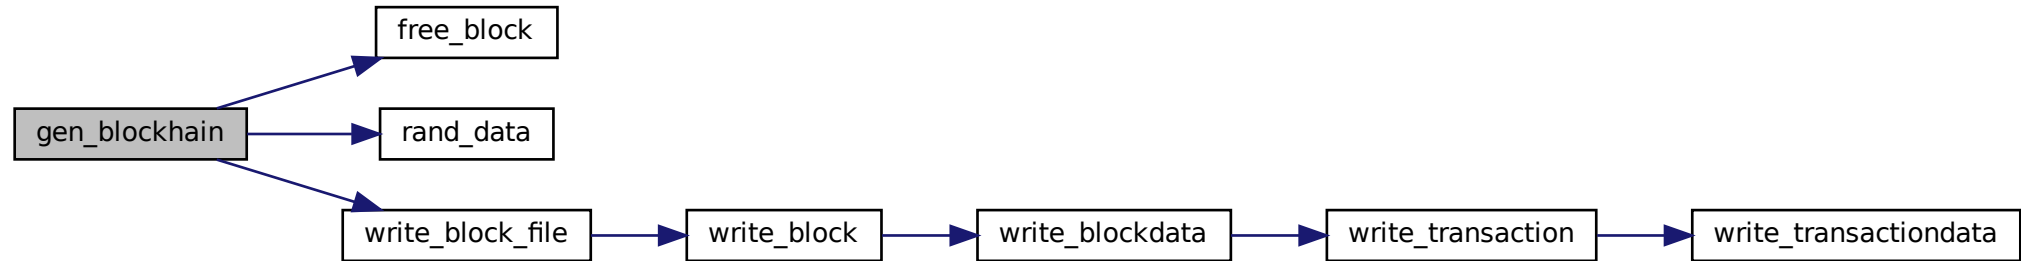 free_block
gen_blockhain
rand_data
write_block_file
write_block
write_blockdata
write_transaction
write_transactiondata